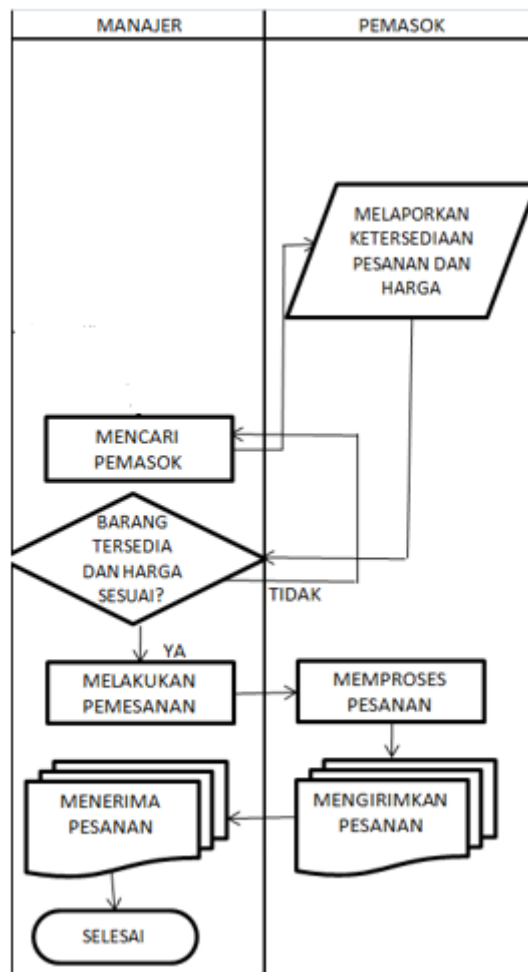 MANAJER
PEMASOK
MELAPORKAN
KETERSEDIAAN
PESANAN DAN
HARGA
MENCARI
PEMASOK
BARANG
TERSEDIA
DAN HARGA
SESUAI?
TIDAK
YA
MELAKUKAN
PEMESANAN
MEMPROSES
PESANAN
MENGIRIMKAN
PESANAN
MENERIMA
PESANAN
SELESAI